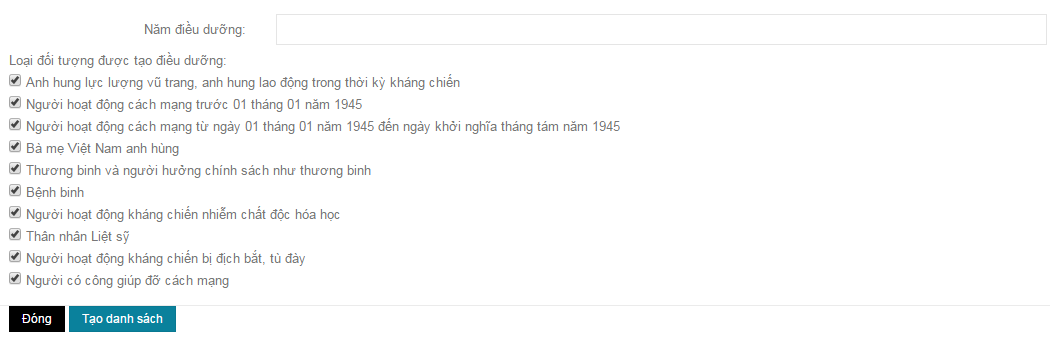 Năm điều dưỡng:
Loại đối tượng được tạo điều dưỡng:
Anh hung lực lượng vũ trang, anh hung lao động trong thời kỳ kháng chiến
Người hoạt động cách mạng trước 01 tháng 01 năm 1945
Người hoạt động cách mạng từ ngày 01 tháng 01 năm 1945 đến ngày khởi nghĩa tháng tám năm 1945
Bà mẹ Việt Nam anh hùng
Thương binh và người hưởng chính sách như thương binh
Bệnh binh
Người hoạt động kháng chiến nhiễm chất độc hóa học
Thân nhân Liệt sỹ
Người hoạt động kháng chiến bị địch bắt, tù đày
Người có công giúp đỡ cách mạng
Đóng Tạo danh sách